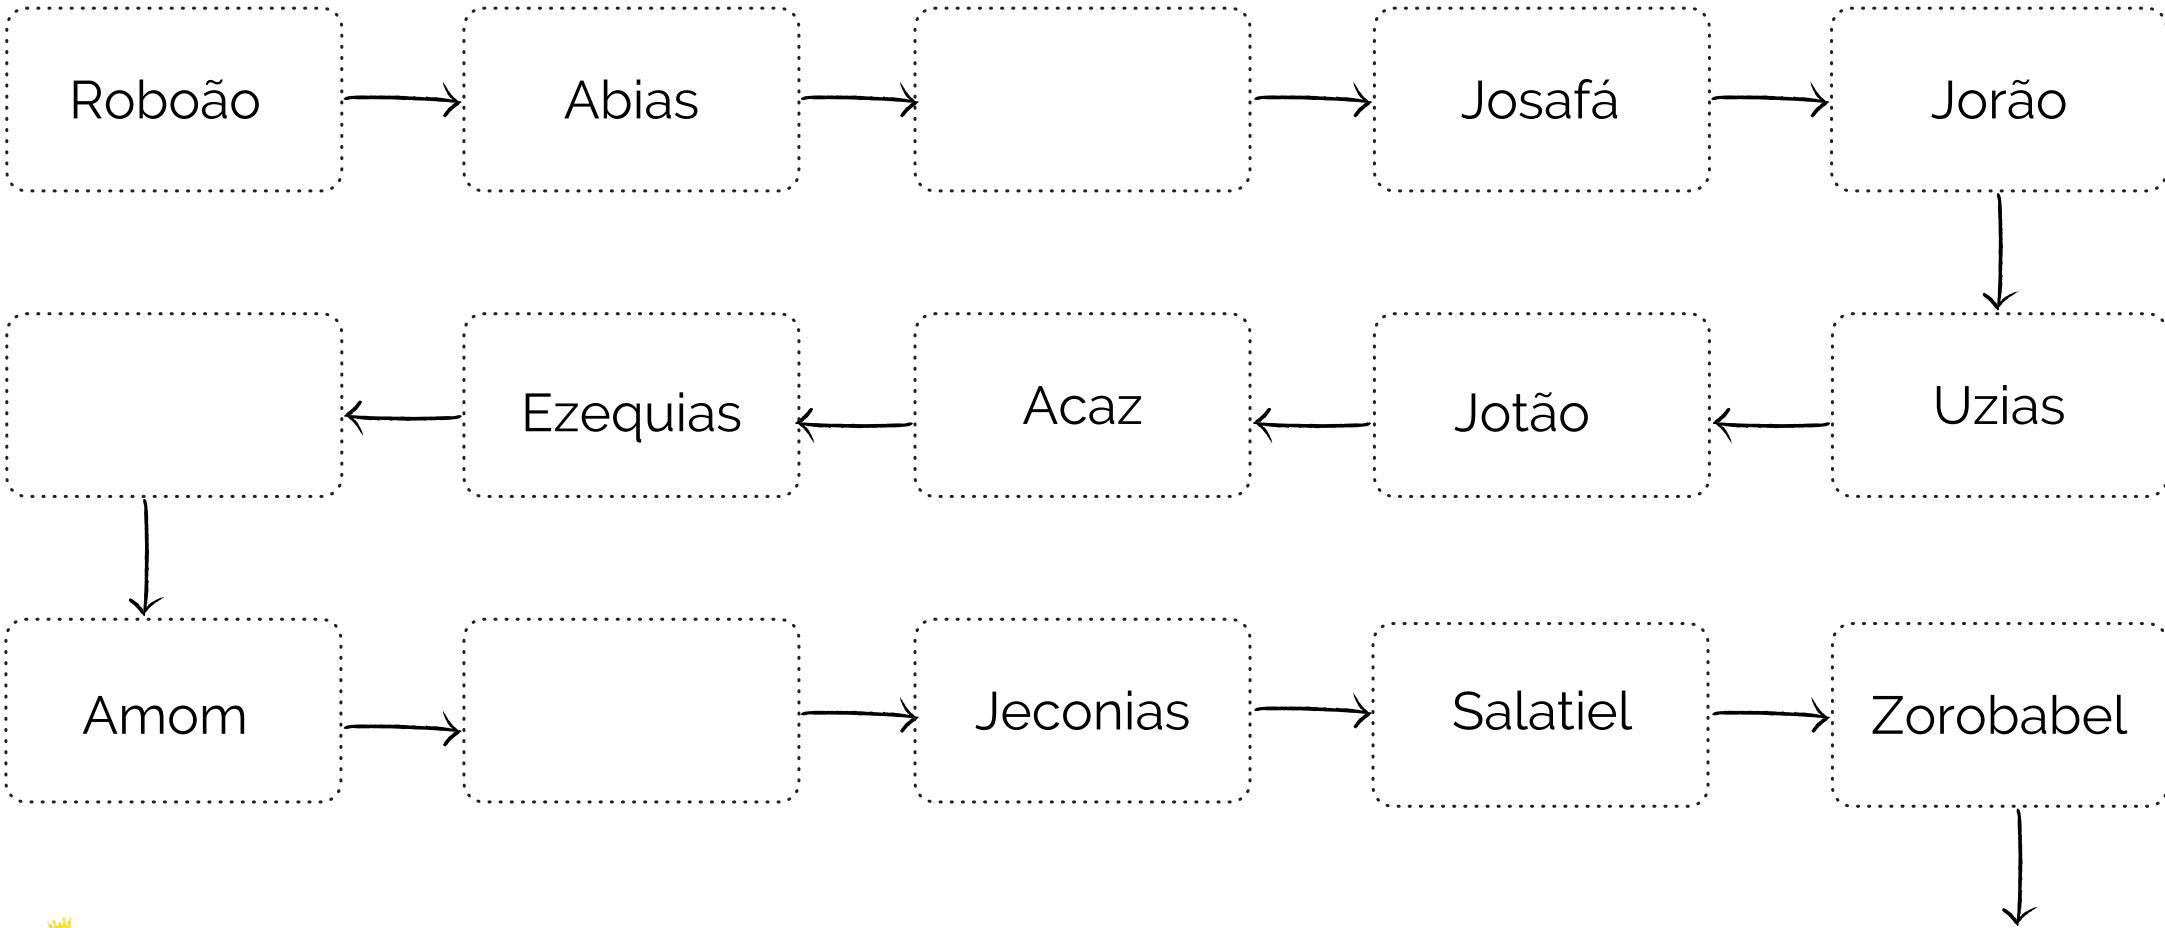 Roboão
Abias
Josafá
Jorão
Uzias
Jotão
Acaz
Ezequias
Amom
Jeconias
Salatiel
Zorobabel